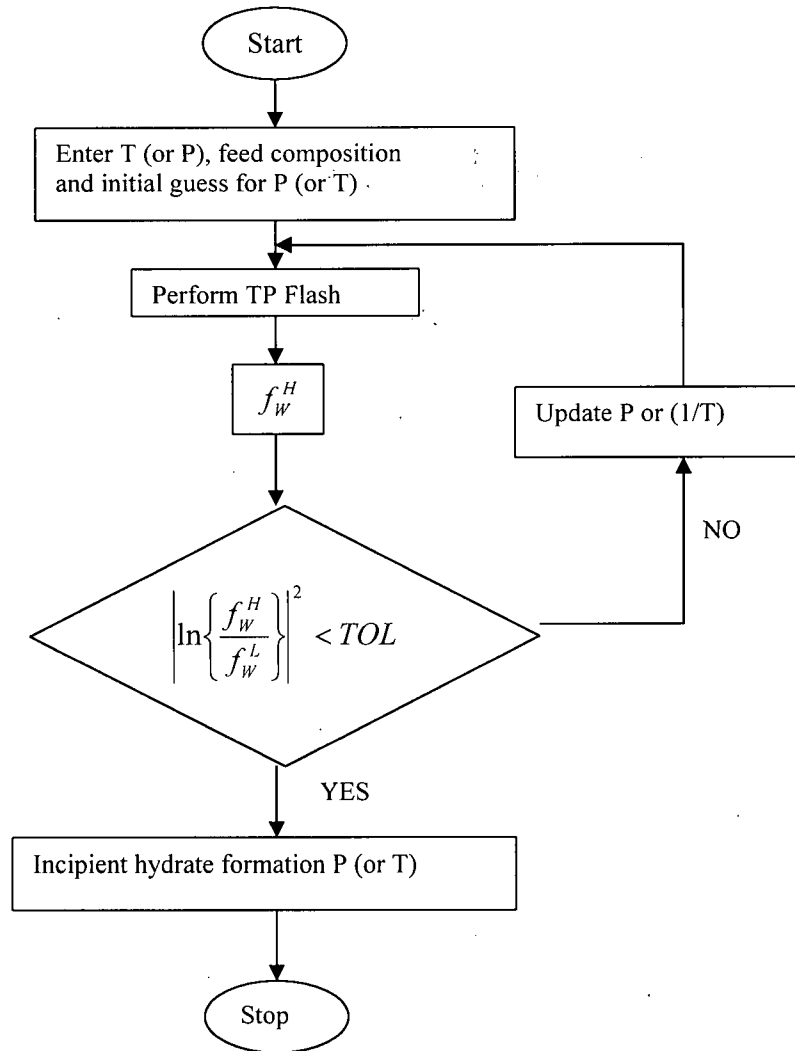 Start
Enter T (or P), feed composition
and initial guess for P (or T)
Perform TP Flash
f_W^H
Update P or (1/T)
NO
|ln{f_W^H / f_W^L}|^2 < TOL
YES
Incipient hydrate formation P (or T)
Stop